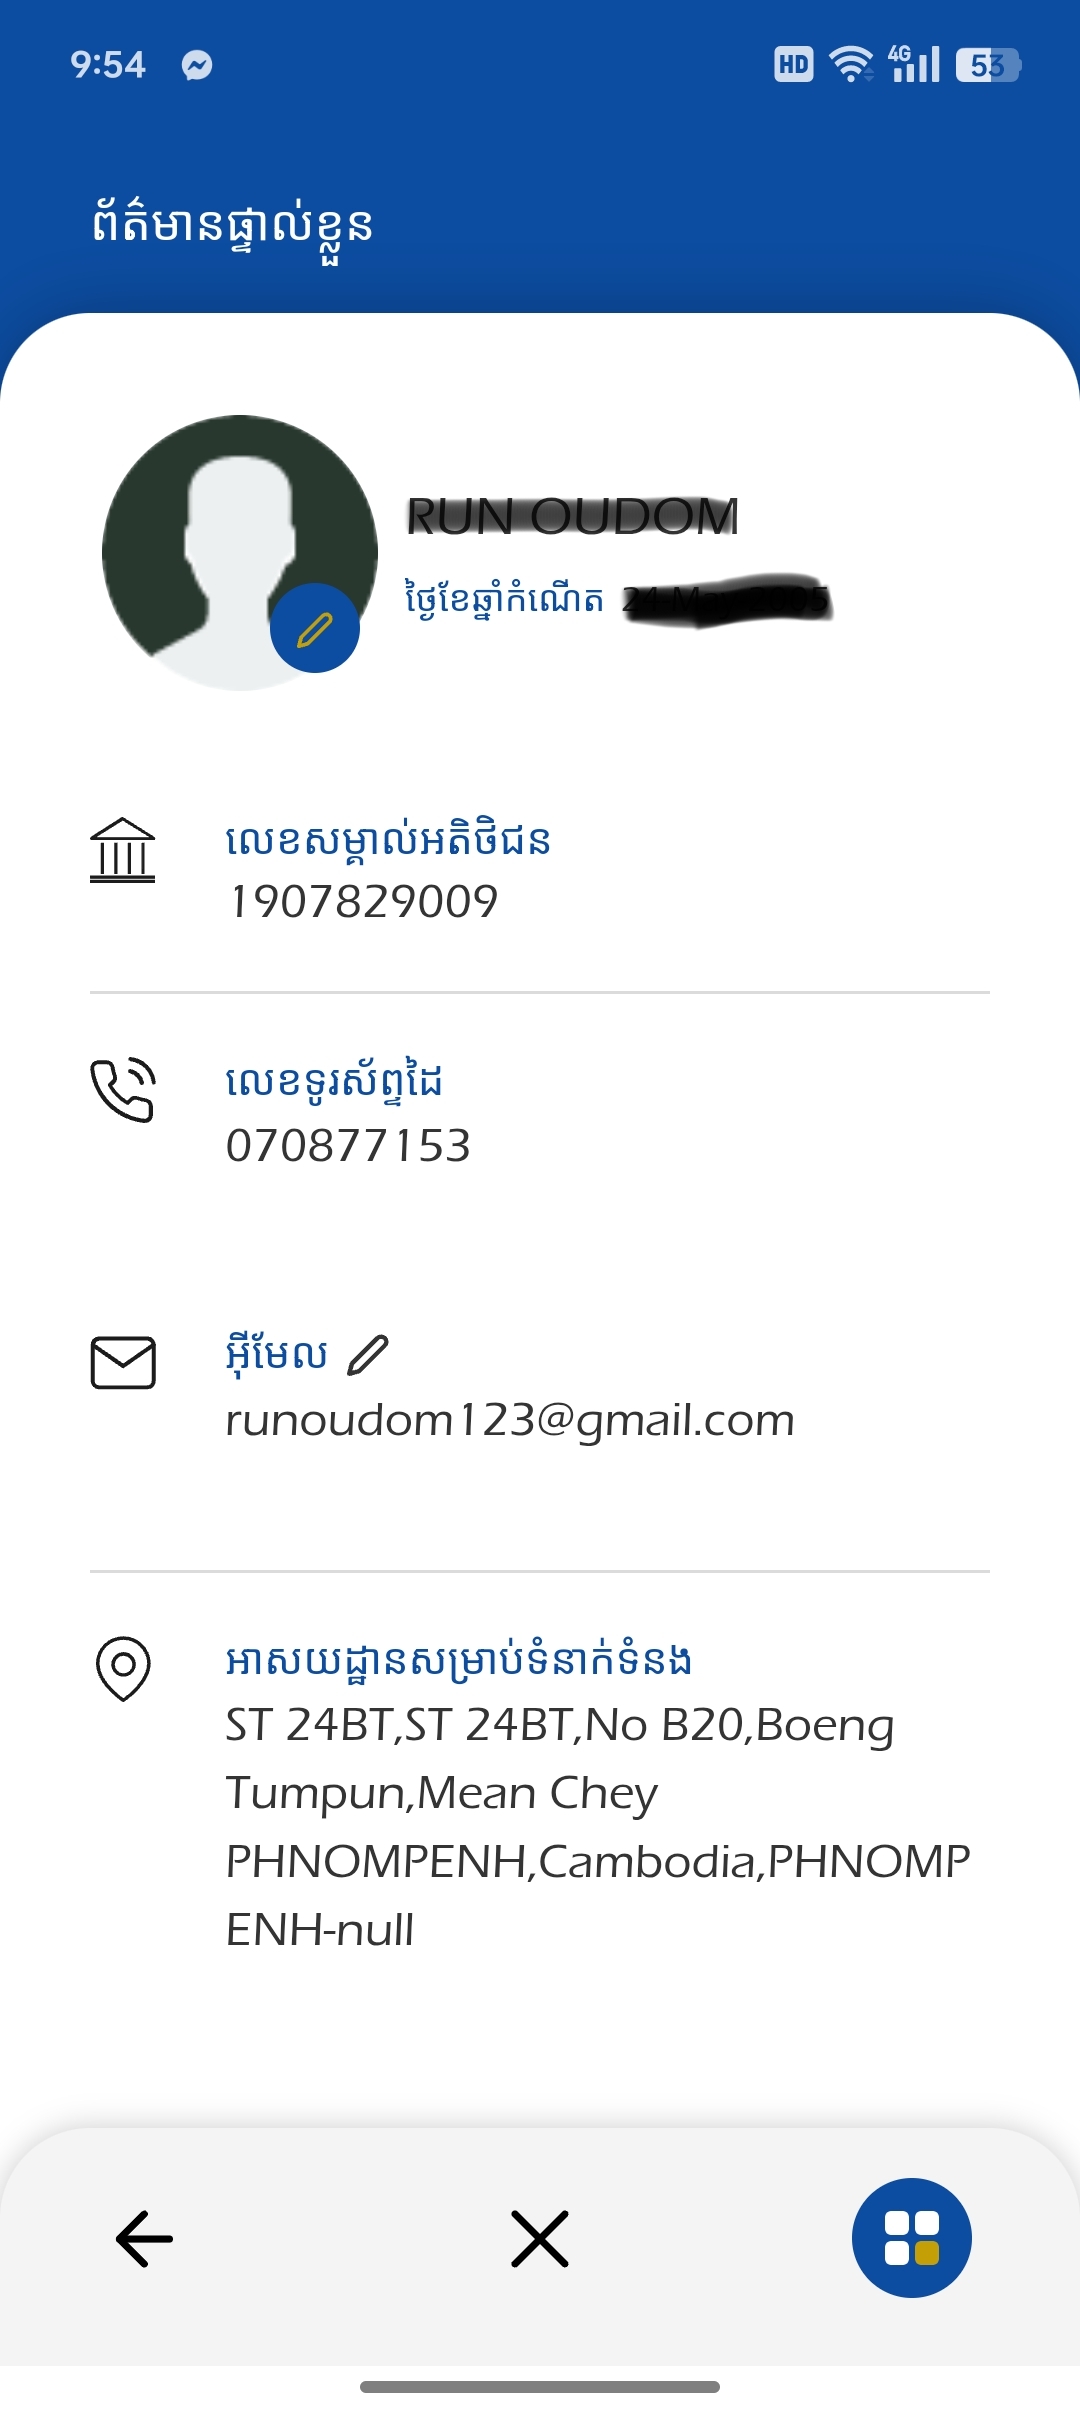 9:54
HD 4G 53
ព័ត៌មានផ្ទាល់ខ្លួន
RUN OUDOM
ថ្ងៃខែឆ្នាំកំណើត
លេខសម្គាល់អតិថិជន
1907829009
លេខទូរស័ព្ទដៃ
070877153
អ៊ីមែល
runoudom123@gmail.com
អាសយដ្ឋានសម្រាប់ទំនាក់ទំនង
ST 24BT,ST 24BT,No B20,Boeng
Tumpun,Mean Chey
PHNOMPENH,Cambodia,PHNOMP
ENH-null